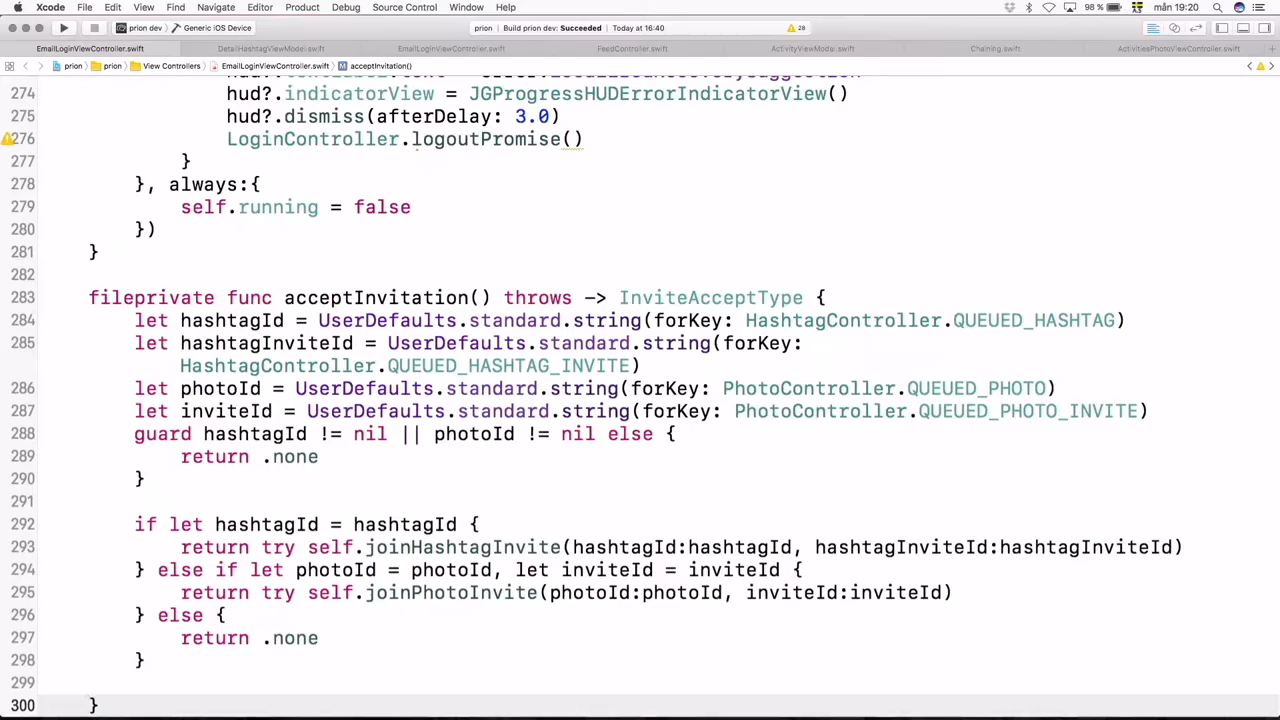 Xcode File Edit View Find Navigate Editor Product Debug Source Control Window Help 98 % mån 19:20
prion dev Generic iOS Device prion Build prion dev: Succeeded Today at 16:40 28
EmailLoginViewController.swift DetailHashtagViewModel.swift EmailLoginViewController.swift FeedController.swift ActivityViewModel.swift Chaining.swift ActivitiesPhotoViewController.swift
prion prion View Controllers EmailLoginViewController.swift M acceptInvitation()
274 hud?.indicatorView = JGProgressHUDErrorIndicatorView()
275 hud?.dismiss(afterDelay: 3.0)
276 LoginController.logoutPromise()
277 }
278 }, always:{
279 self.running = false
280 })
281 }
282
283 fileprivate func acceptInvitation() throws -> InviteAcceptType {
284 let hashtagId = UserDefaults.standard.string(forKey: HashtagController.QUEUED_HASHTAG)
285 let hashtagInviteId = UserDefaults.standard.string(forKey:
HashtagController.QUEUED_HASHTAG_INVITE)
286 let photoId = UserDefaults.standard.string(forKey: PhotoController.QUEUED_PHOTO)
287 let inviteId = UserDefaults.standard.string(forKey: PhotoController.QUEUED_PHOTO_INVITE)
288 guard hashtagId != nil || photoId != nil else {
289 return .none
290 }
291
292 if let hashtagId = hashtagId {
293 return try self.joinHashtagInvite(hashtagId:hashtagId, hashtagInviteId:hashtagInviteId)
294 } else if let photoId = photoId, let inviteId = inviteId {
295 return try self.joinPhotoInvite(photoId:photoId, inviteId:inviteId)
296 } else {
297 return .none
298 }
299
300 }